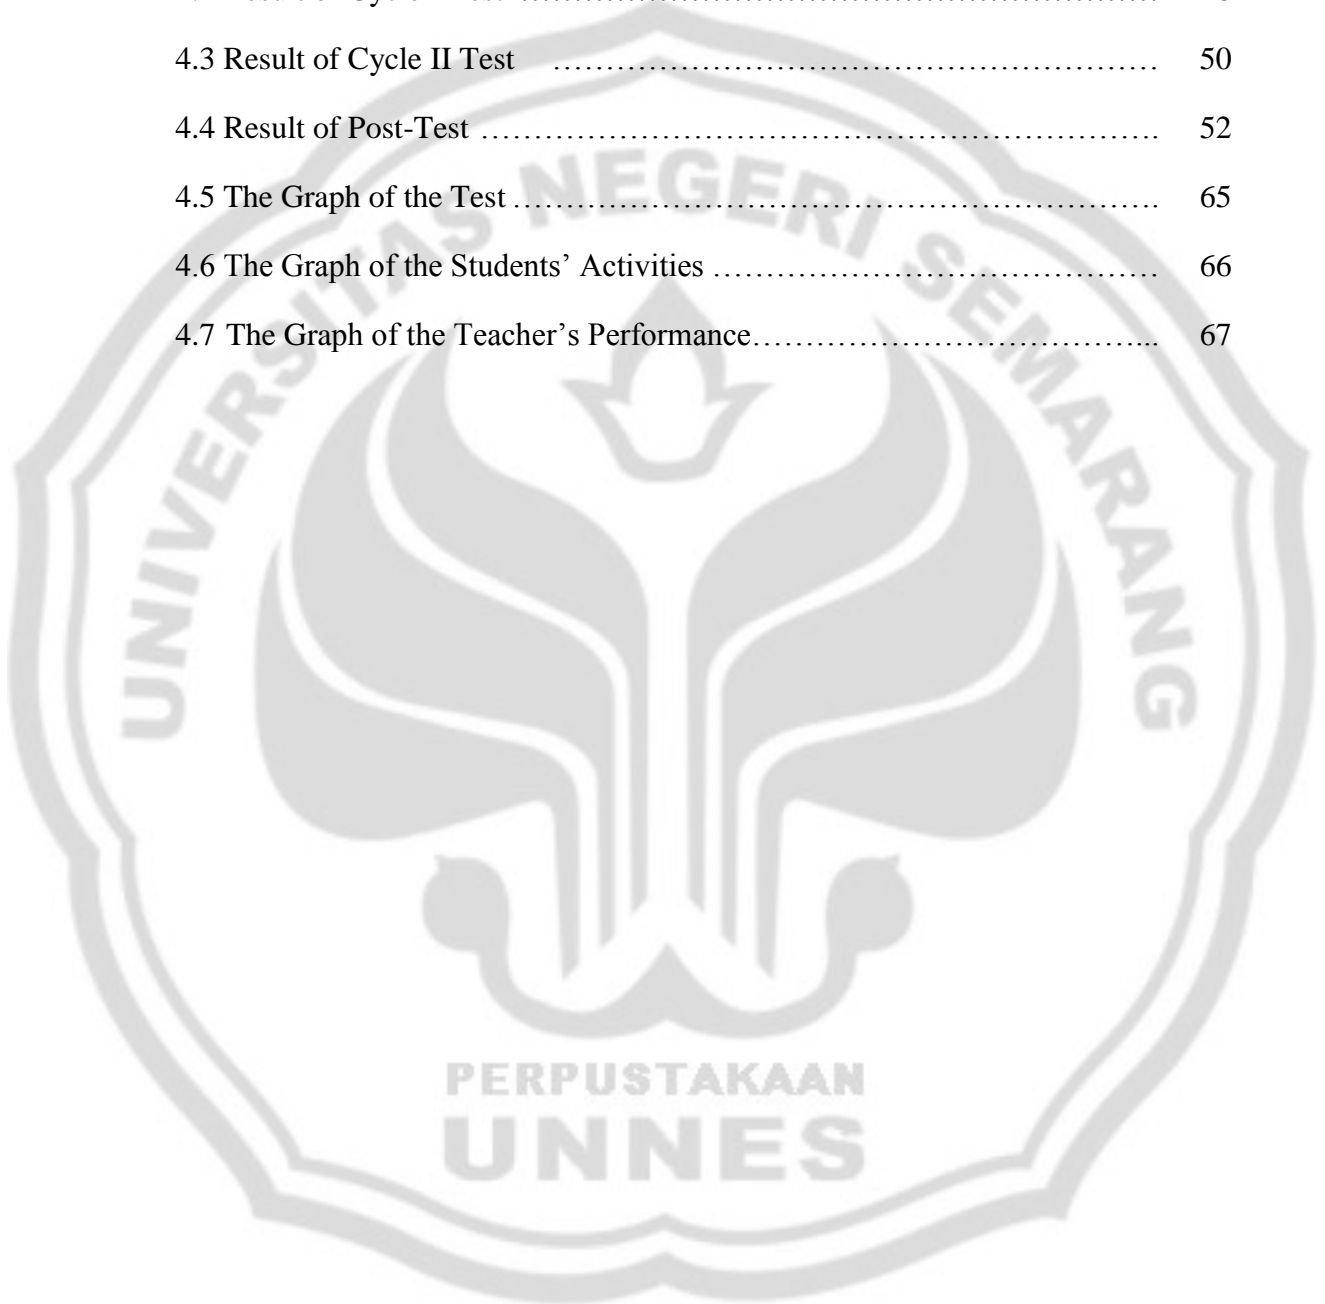 4.3 Result of Cycle II Test …………………………………………………… 50
4.4 Result of Post-Test ………………………………………………………. 52
4.5 The Graph of the Test ……………………………………………………. 65
4.6 The Graph of the Students’ Activities …………………………………… 66
4.7 The Graph of the Teacher’s Performance………………………………... 67
UNIVERSITAS NEGERI SEMARANG
PERPUSTAKAAN
UNNES